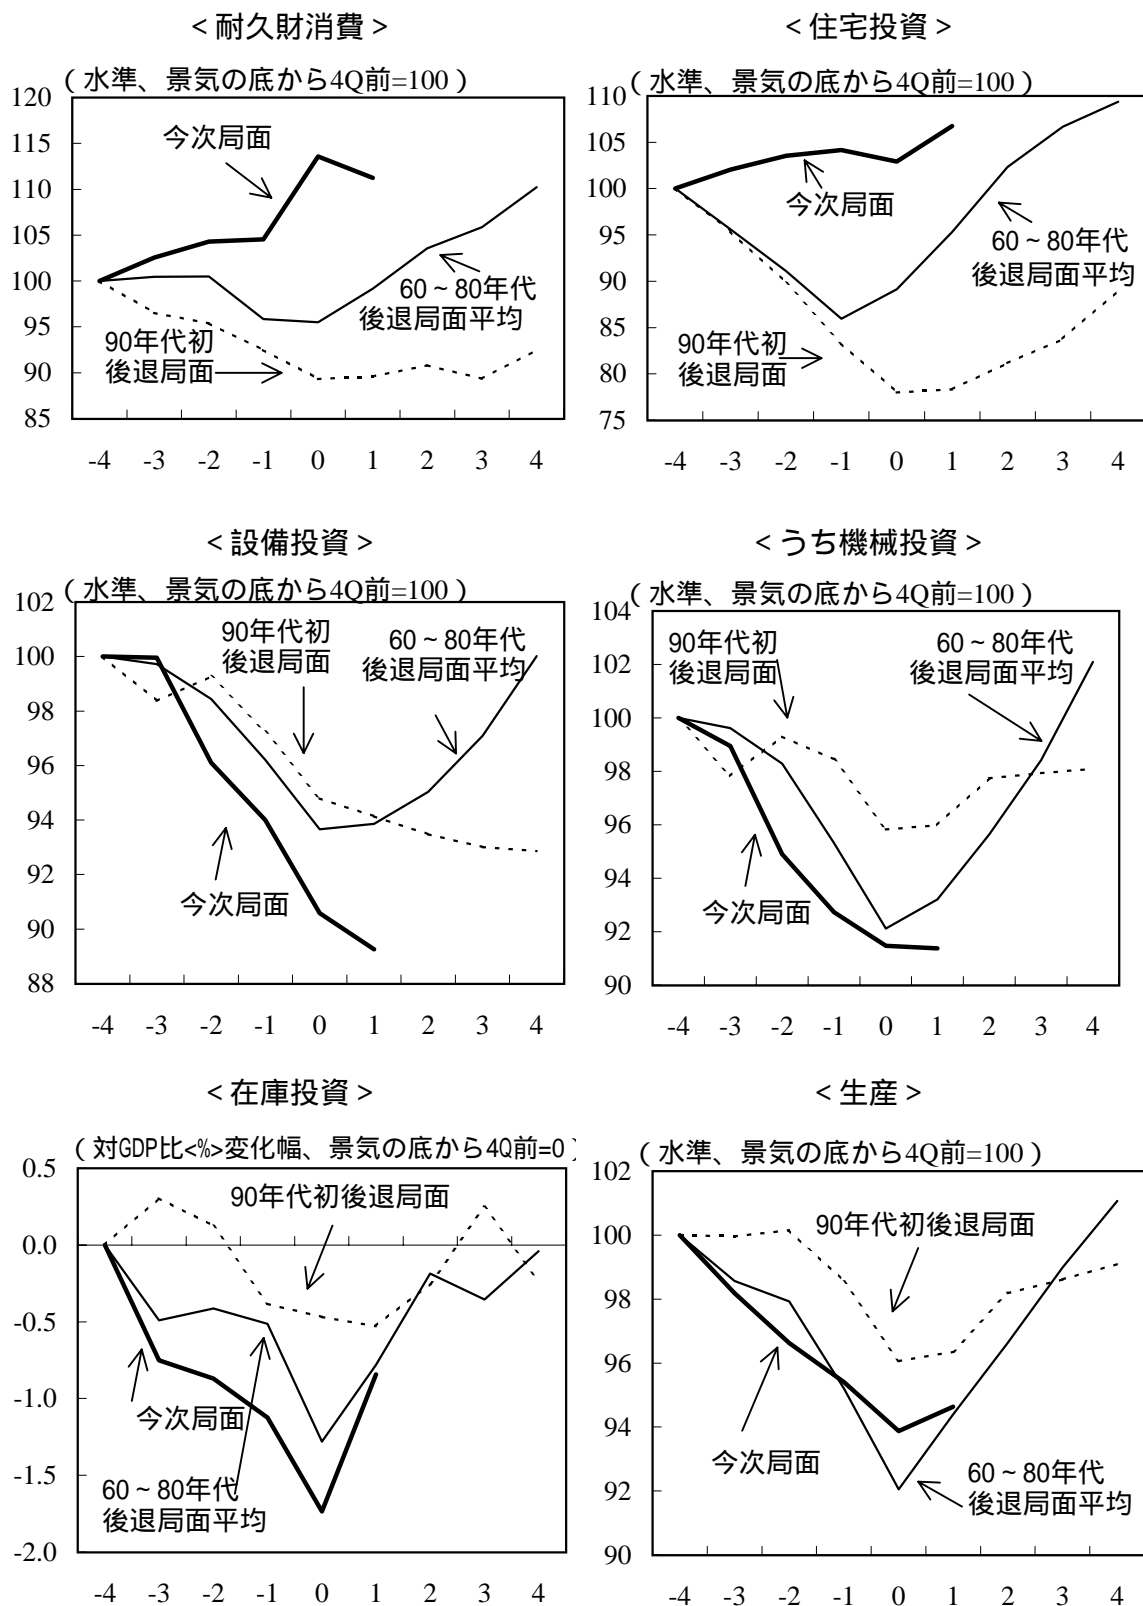 ＜耐久財消費＞
（水準、景気の底から4Q前=100）
120
115
110
105
100
95
90
85
今次局面
60～80年代
後退局面平均
90年代初
後退局面
-4 -3 -2 -1 0 1 2 3 4
＜住宅投資＞
（水準、景気の底から4Q前=100）
110
105
100
95
90
85
80
75
今次局面
60～80年代
後退局面平均
90年代初
後退局面
-4 -3 -2 -1 0 1 2 3 4
＜設備投資＞
（水準、景気の底から4Q前=100）
102
100
98
96
94
92
90
88
90年代初
後退局面
60～80年代
後退局面平均
今次局面
-4 -3 -2 -1 0 1 2 3 4
＜うち機械投資＞
（水準、景気の底から4Q前=100）
104
102
100
98
96
94
92
90
90年代初
後退局面
60～80年代
後退局面平均
今次局面
-4 -3 -2 -1 0 1 2 3 4
＜在庫投資＞
（対GDP比<%>変化幅、景気の底から4Q前=0）
0.5
0.0
-0.5
-1.0
-1.5
-2.0
90年代初後退局面
今次局面
60～80年代
後退局面平均
-4 -3 -2 -1 0 1 2 3 4
＜生産＞
（水準、景気の底から4Q前=100）
102
100
98
96
94
92
90
90年代初後退局面
今次局面
60～80年代
後退局面平均
-4 -3 -2 -1 0 1 2 3 4